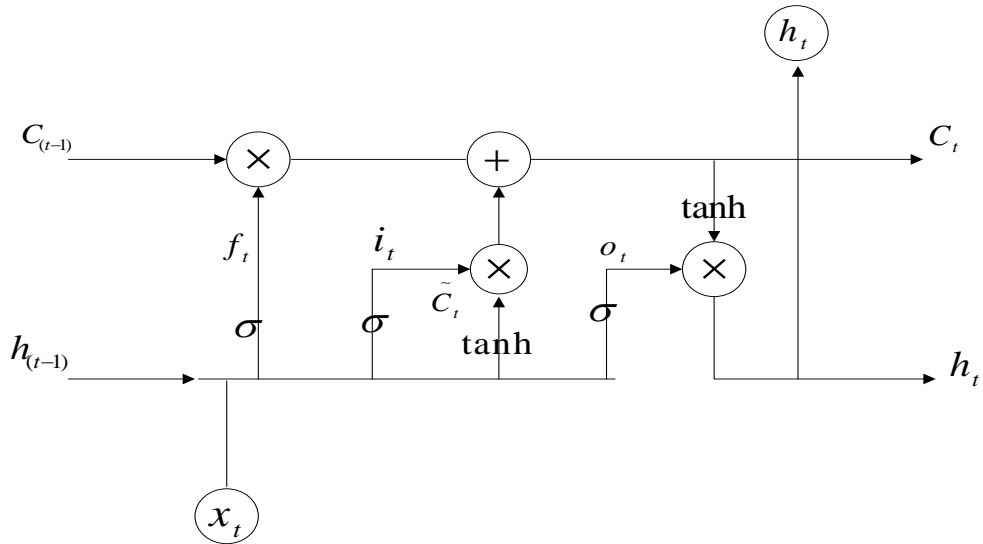 h_t
C_(t−1)
×
+
C_t
tanh
f_t
i_t
×
o_t
×
C̃_t
σ
σ
σ
tanh
h_(t−1)
h_t
x_t